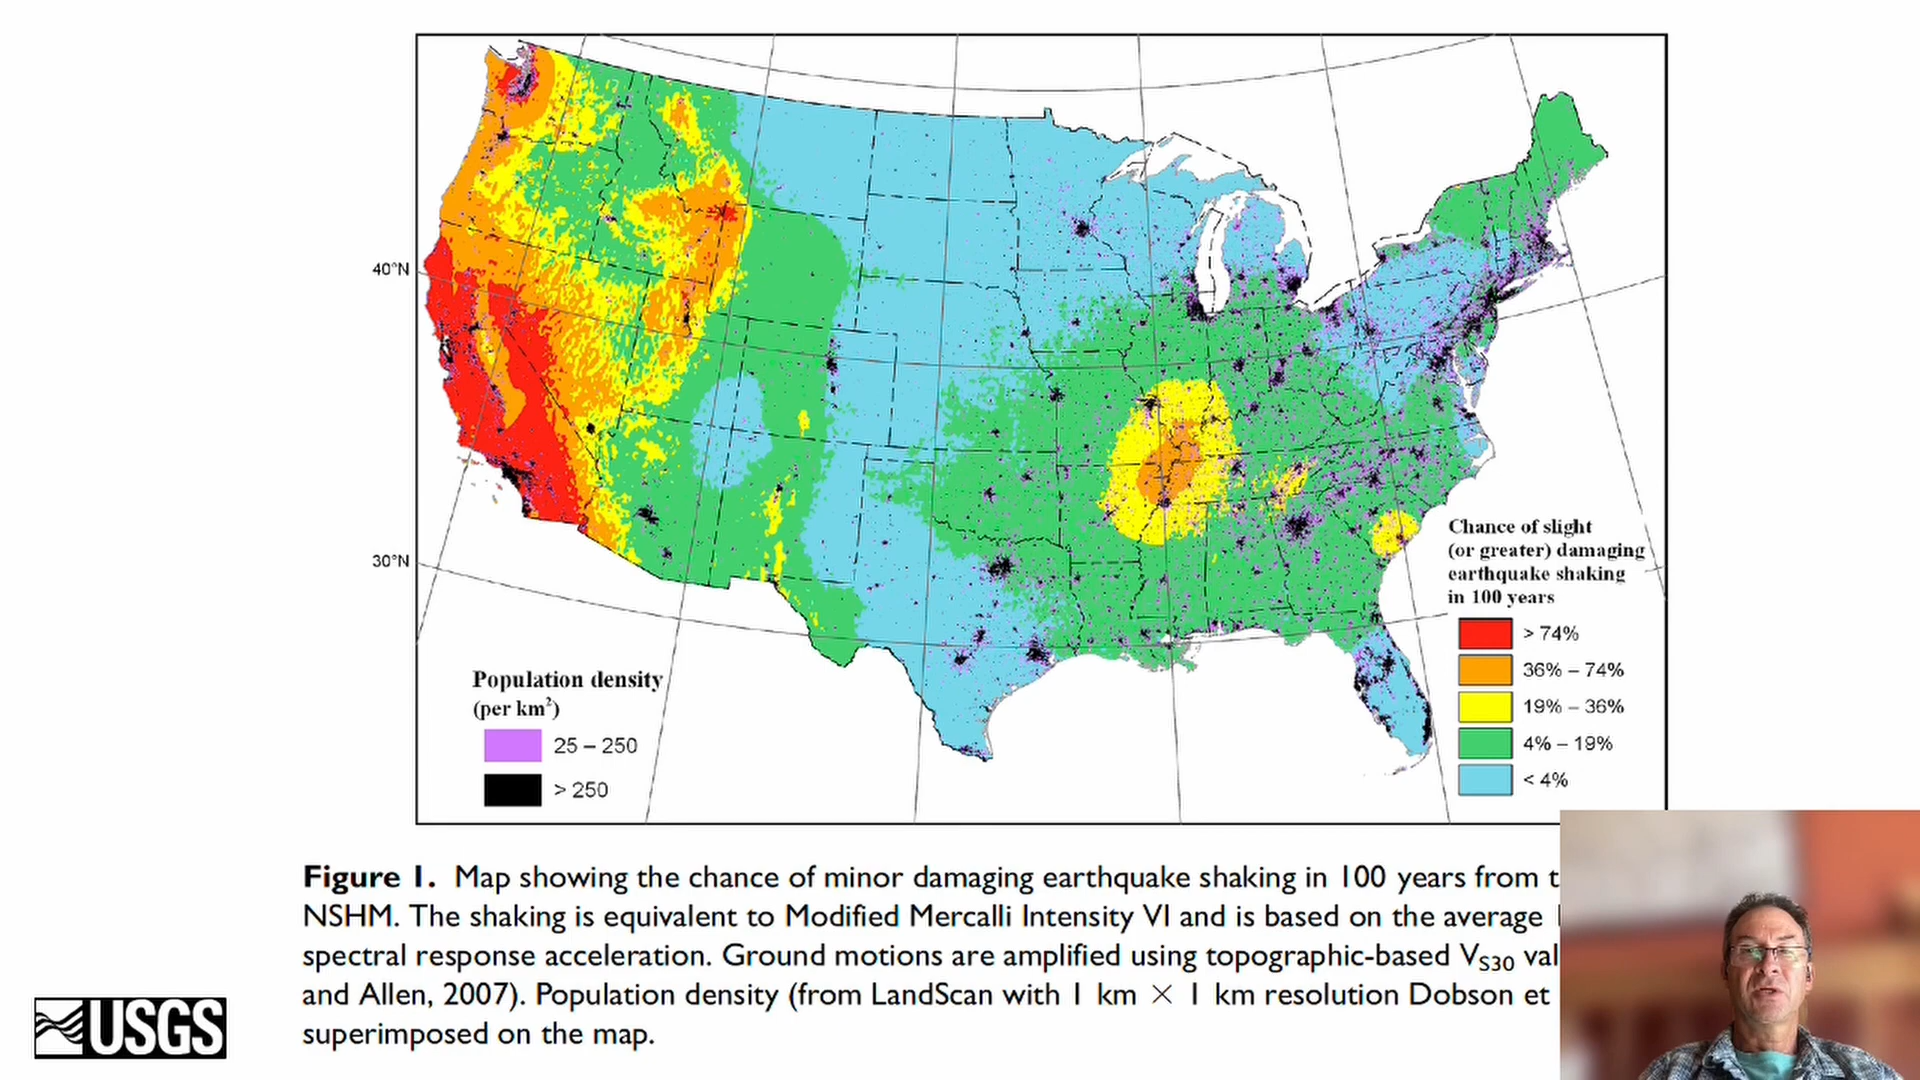 40°N
30°N
Chance of slight
(or greater) damaging
earthquake shaking
in 100 years
> 74%
36% – 74%
19% – 36%
4% – 19%
< 4%
Population density
(per km²)
25 – 250
> 250
Figure 1. Map showing the chance of minor damaging earthquake shaking in 100 years from t
NSHM. The shaking is equivalent to Modified Mercalli Intensity VI and is based on the average
spectral response acceleration. Ground motions are amplified using topographic-based VS30 val
and Allen, 2007). Population density (from LandScan with 1 km × 1 km resolution Dobson et
superimposed on the map.
USGS